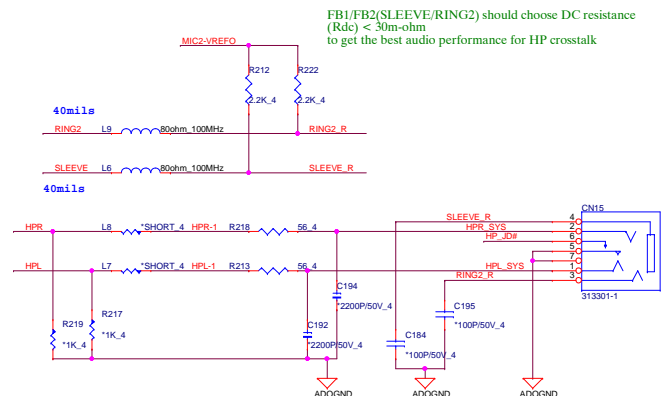 FB1/FB2(SLEEVE/RING2) should choose DC resistance
(Rdc) < 30m-ohm
to get the best audio performance for HP crosstalk
MIC2-VREFO
R212
R222
2.2K_4
2.2K_4
40mils
RING2
L9
80ohm_100MHz
RING2_R
SLEEVE
L6
80ohm_100MHz
SLEEVE_R
40mils
CN15
SLEEVE_R
4
HPR
L8
*SHORT_4
HPR-1
R218
56_4
HPR_SYS
2
HP_JD#
6
5
7
HPL
L7
*SHORT_4
HPL-1
R213
56_4
HPL_SYS
1
RING2_R
3
313301-1
C194
*2200P/50V_4
C195
*100P/50V_4
R217
*1K_4
R219
*1K_4
C192
*2200P/50V_4
C184
*100P/50V_4
ADOGND
ADOGND
ADOGND